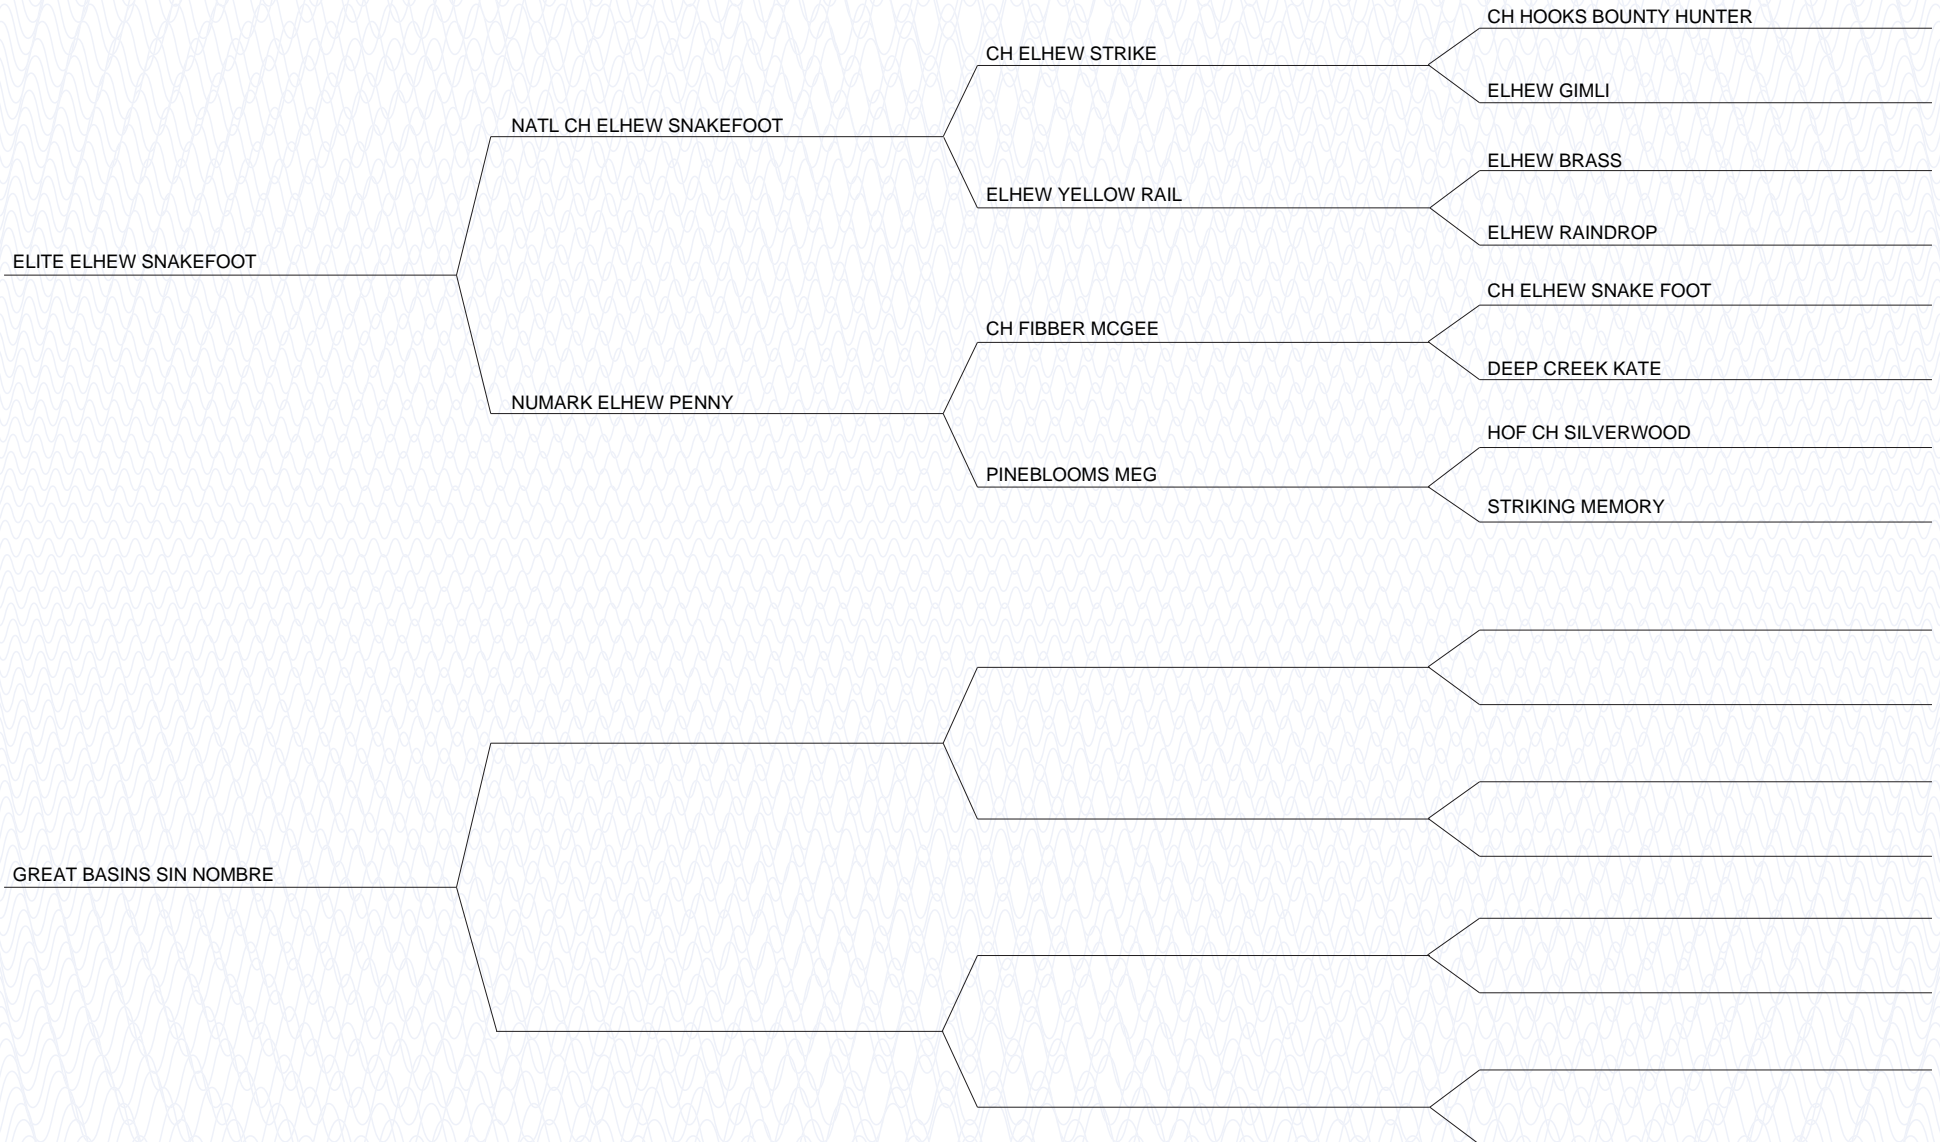 CH HOOKS BOUNTY HUNTER
CH ELHEW STRIKE
ELHEW GIMLI
NATL CH ELHEW SNAKEFOOT
ELHEW BRASS
ELHEW YELLOW RAIL
ELHEW RAINDROP
ELITE ELHEW SNAKEFOOT
CH ELHEW SNAKE FOOT
CH FIBBER MCGEE
DEEP CREEK KATE
NUMARK ELHEW PENNY
HOF CH SILVERWOOD
PINEBLOOMS MEG
STRIKING MEMORY
GREAT BASINS SIN NOMBRE